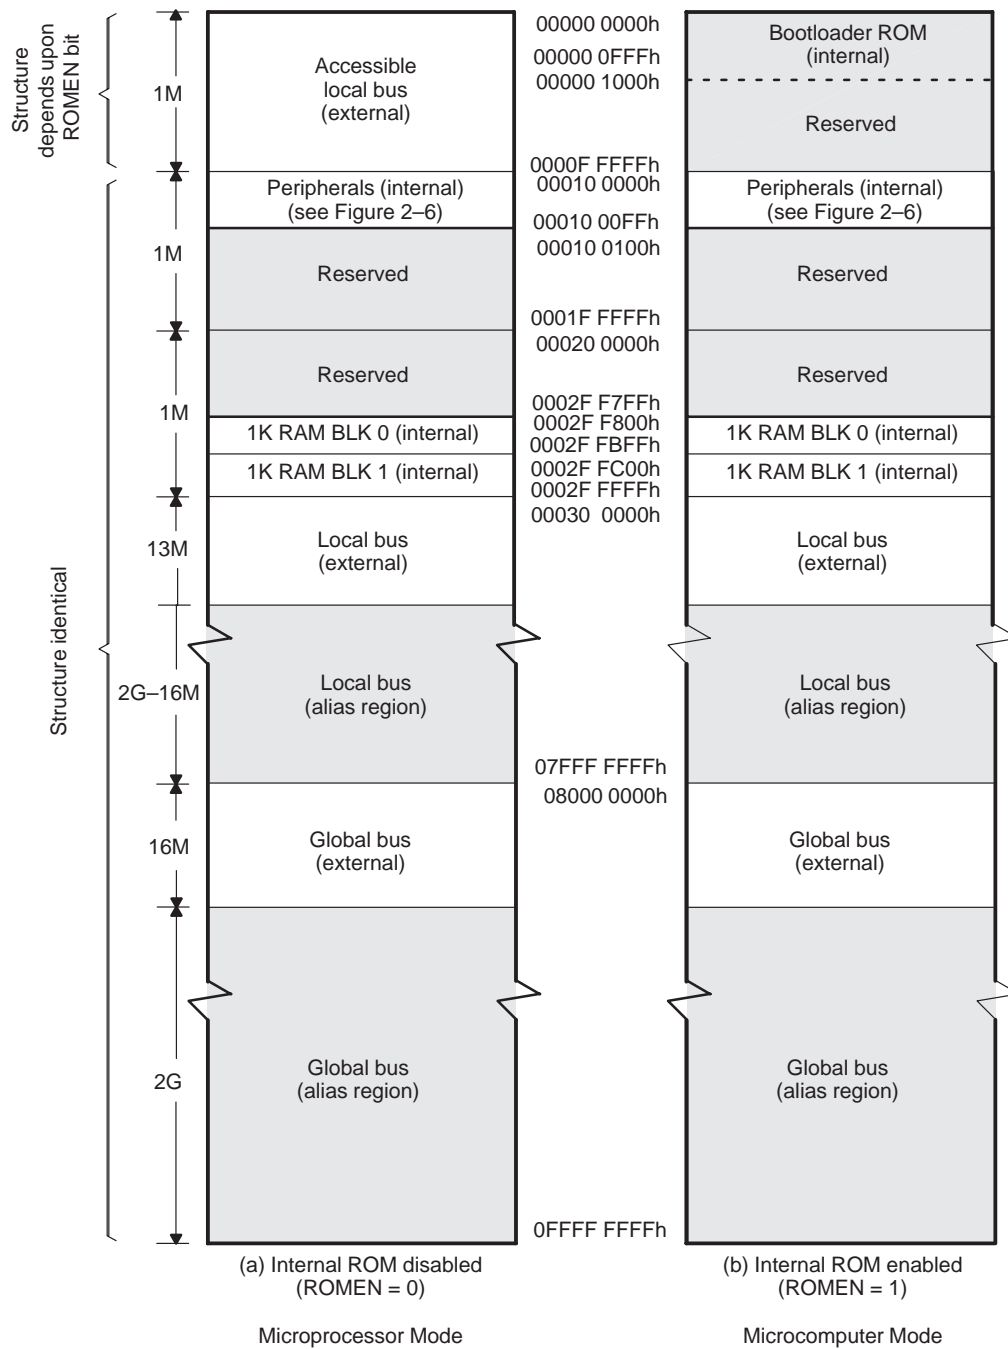 Structure
depends upon
ROMEN bit
Structure identical
1M
1M
1M
13M
2G–16M
16M
2G
Accessible
local bus
(external)
Peripherals (internal)
(see Figure 2–6)
Reserved
Reserved
1K RAM BLK 0 (internal)
1K RAM BLK 1 (internal)
Local bus
(external)
Local bus
(alias region)
Global bus
(external)
Global bus
(alias region)
(a) Internal ROM disabled
(ROMEN = 0)
Microprocessor Mode
00000 0000h
00000 0FFFh
00000 1000h
0000F FFFFh
00010 0000h
00010 00FFh
00010 0100h
0001F FFFFh
00020 0000h
0002F F7FFh
0002F F800h
0002F FBFFh
0002F FC00h
0002F FFFFh
00030 0000h
07FFF FFFFh
08000 0000h
0FFFF FFFFh
Bootloader ROM
(internal)
Reserved
Peripherals (internal)
(see Figure 2–6)
Reserved
Reserved
1K RAM BLK 0 (internal)
1K RAM BLK 1 (internal)
Local bus
(external)
Local bus
(alias region)
Global bus
(external)
Global bus
(alias region)
(b) Internal ROM enabled
(ROMEN = 1)
Microcomputer Mode